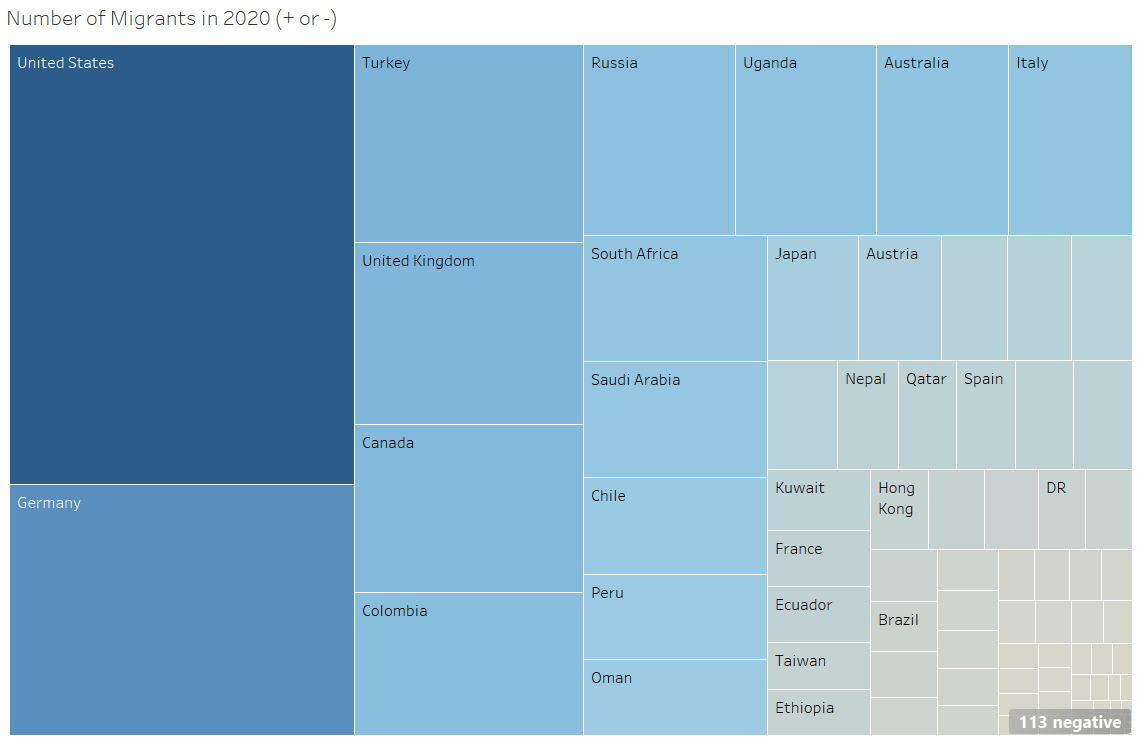 Number of Migrants in 2020 (+ or -)
United States
Turkey
Russia
Uganda
Australia
Italy
United Kingdom
South Africa
Japan
Austria
Saudi Arabia
Nepal
Qatar
Spain
Canada
Germany
Chile
Kuwait
Hong
Kong
DR
France
Colombia
Peru
Ecuador
Brazil
Taiwan
Oman
Ethiopia
113 negative